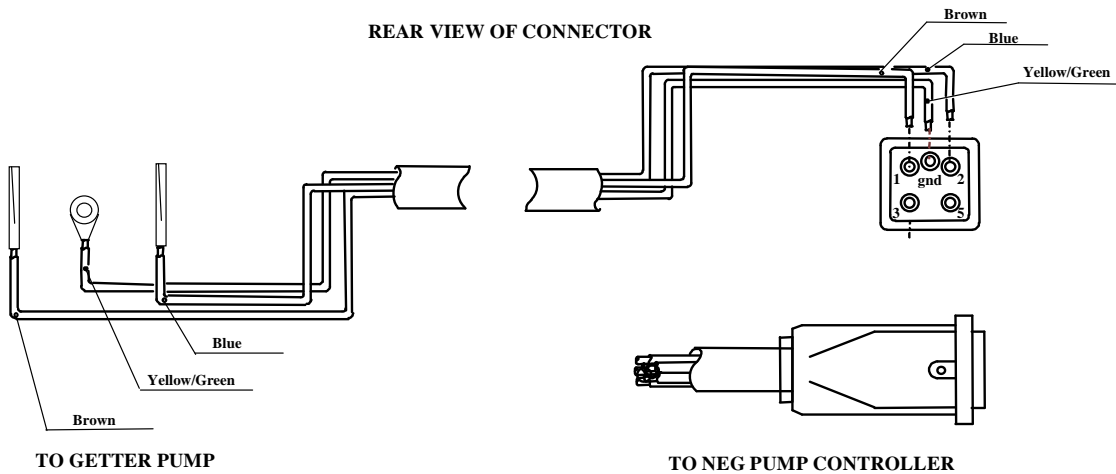 REAR VIEW OF CONNECTOR
Brown
Blue
Yellow/Green
1
gnd
2
3
5
Blue
Yellow/Green
Brown
TO GETTER PUMP
TO NEG PUMP CONTROLLER